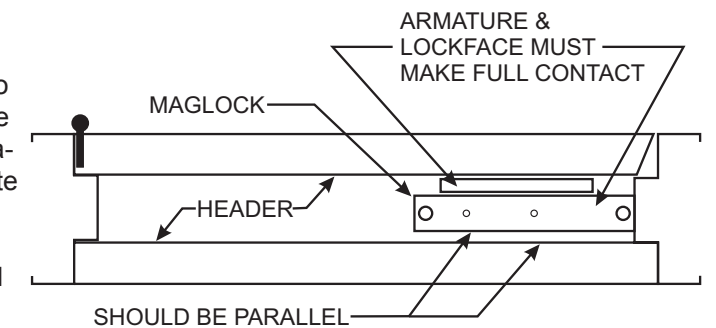 ARMATURE &
LOCKFACE MUST
MAKE FULL CONTACT
MAGLOCK
HEADER
SHOULD BE PARALLEL